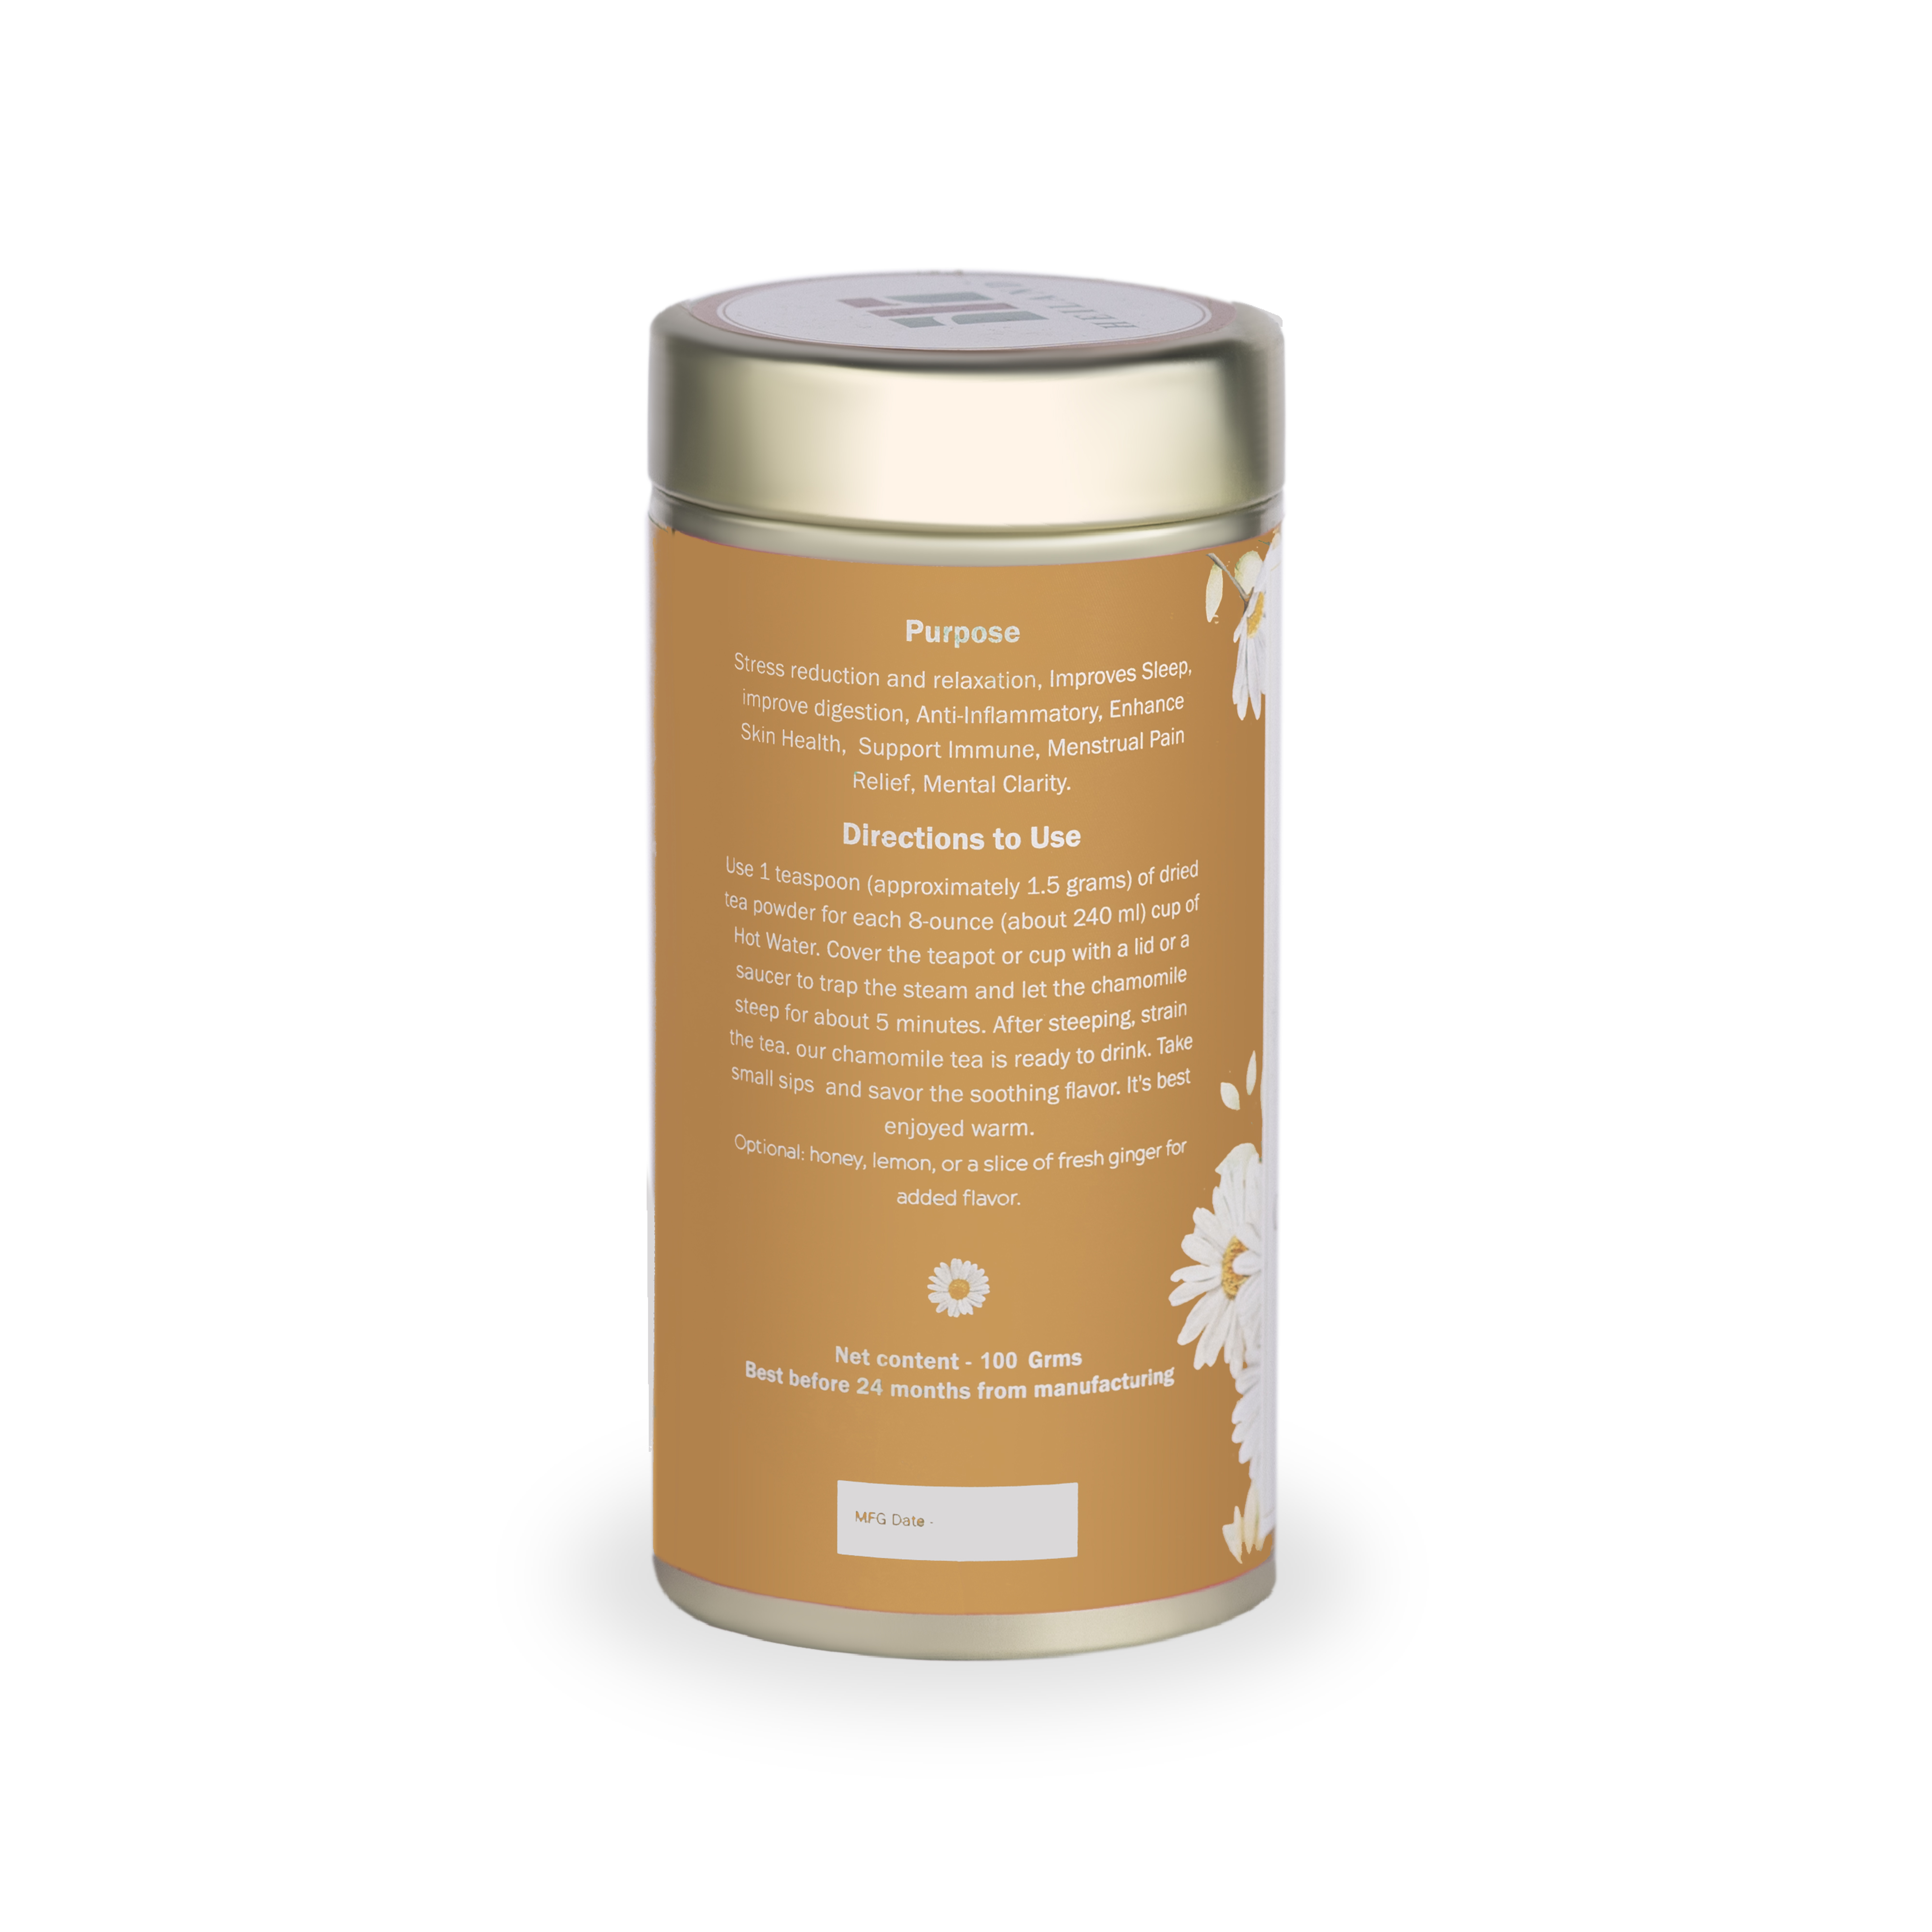 HEILAND
Purpose
Stress reduction and relaxation, Improves Sleep,
improve digestion, Anti-Inflammatory, Enhance
Skin Health,  Support Immune, Menstrual Pain
Relief, Mental Clarity.
Directions to Use
Use 1 teaspoon (approximately 1.5 grams) of dried
tea powder for each 8-ounce (about 240 ml) cup of
Hot Water. Cover the teapot or cup with a lid or a
saucer to trap the steam and let the chamomile
steep for about 5 minutes. After steeping, strain
the tea. our chamomile tea is ready to drink. Take
small sips  and savor the soothing flavor. It's best
enjoyed warm.
Optional: honey, lemon, or a slice of fresh ginger for
added flavor.
Net content - 100 Grms
Best before 24 months from manufacturing
MFG Date -